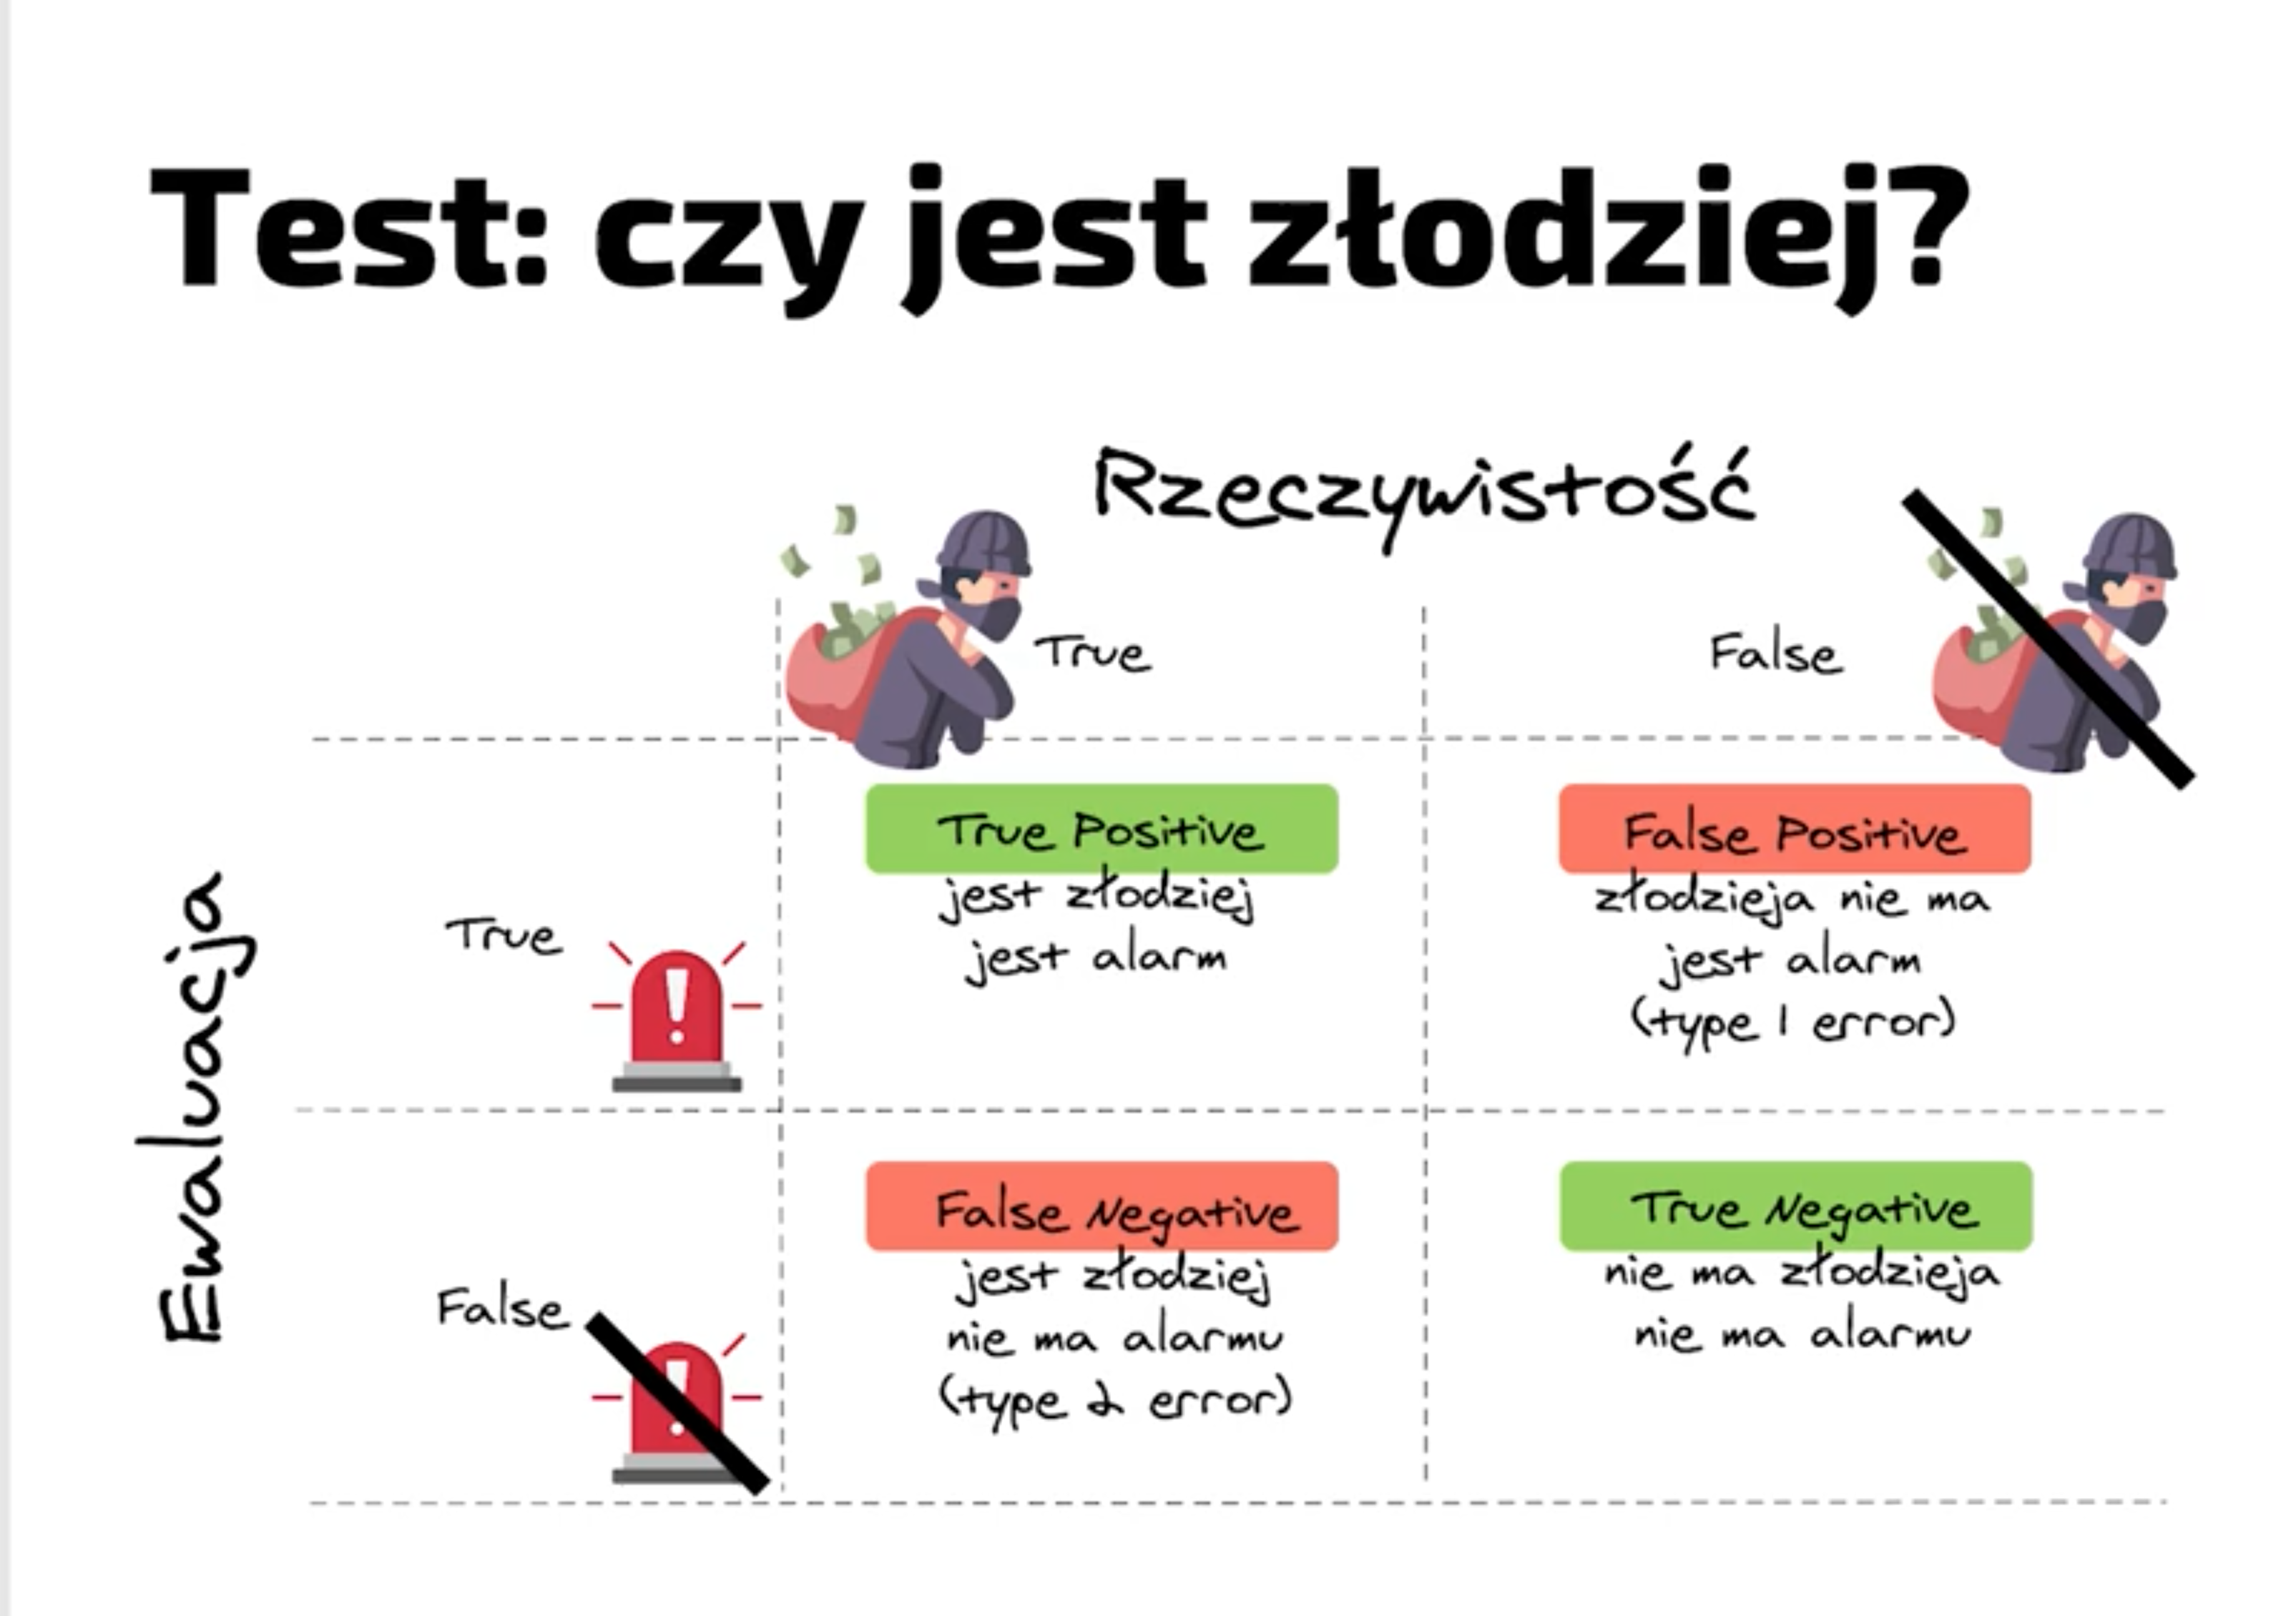 Test: czy jest złodziej?
Rzeczywistość
True
False
Ewaluacja
True
True Positive
jest złodziej
jest alarm
False Positive
złodzieja nie ma
jest alarm
(type 1 error)
False
False Negative
jest złodziej
nie ma alarmu
(type 2 error)
True Negative
nie ma złodzieja
nie ma alarmu